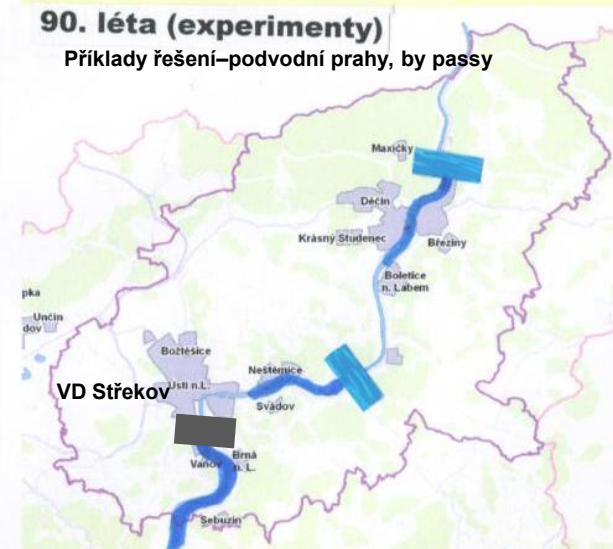 90. léta (experimenty)
Příklady řešení–podvodní prahy, by passy
Maxičky
Děčín
Krásný Studenec
Březiny
Boletice
n. Labem
pka
Unčín
dov
Božtěšice
Neštěmice
VD Střekov
Ústí n.L.
Svádov
Vaňov
Brná
n. L.
Sebuzín